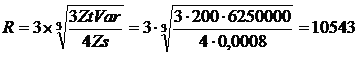 R = 3 × ∛(3ZtVar / 4Zs) = 3 · ∛(3 · 200 · 6250000 / 4 · 0,0008) = 10543